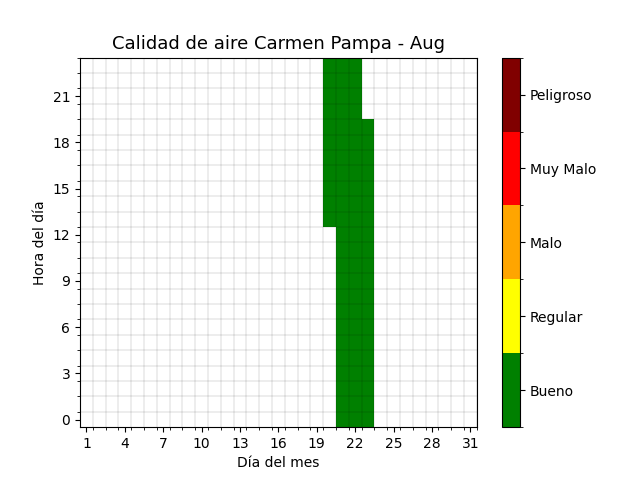 Calidad de aire Carmen Pampa - Aug
Hora del día
21
18
15
12
9
6
3
0
1 4 7 10 13 16 19 22 25 28 31
Día del mes
Peligroso
Muy Malo
Malo
Regular
Bueno